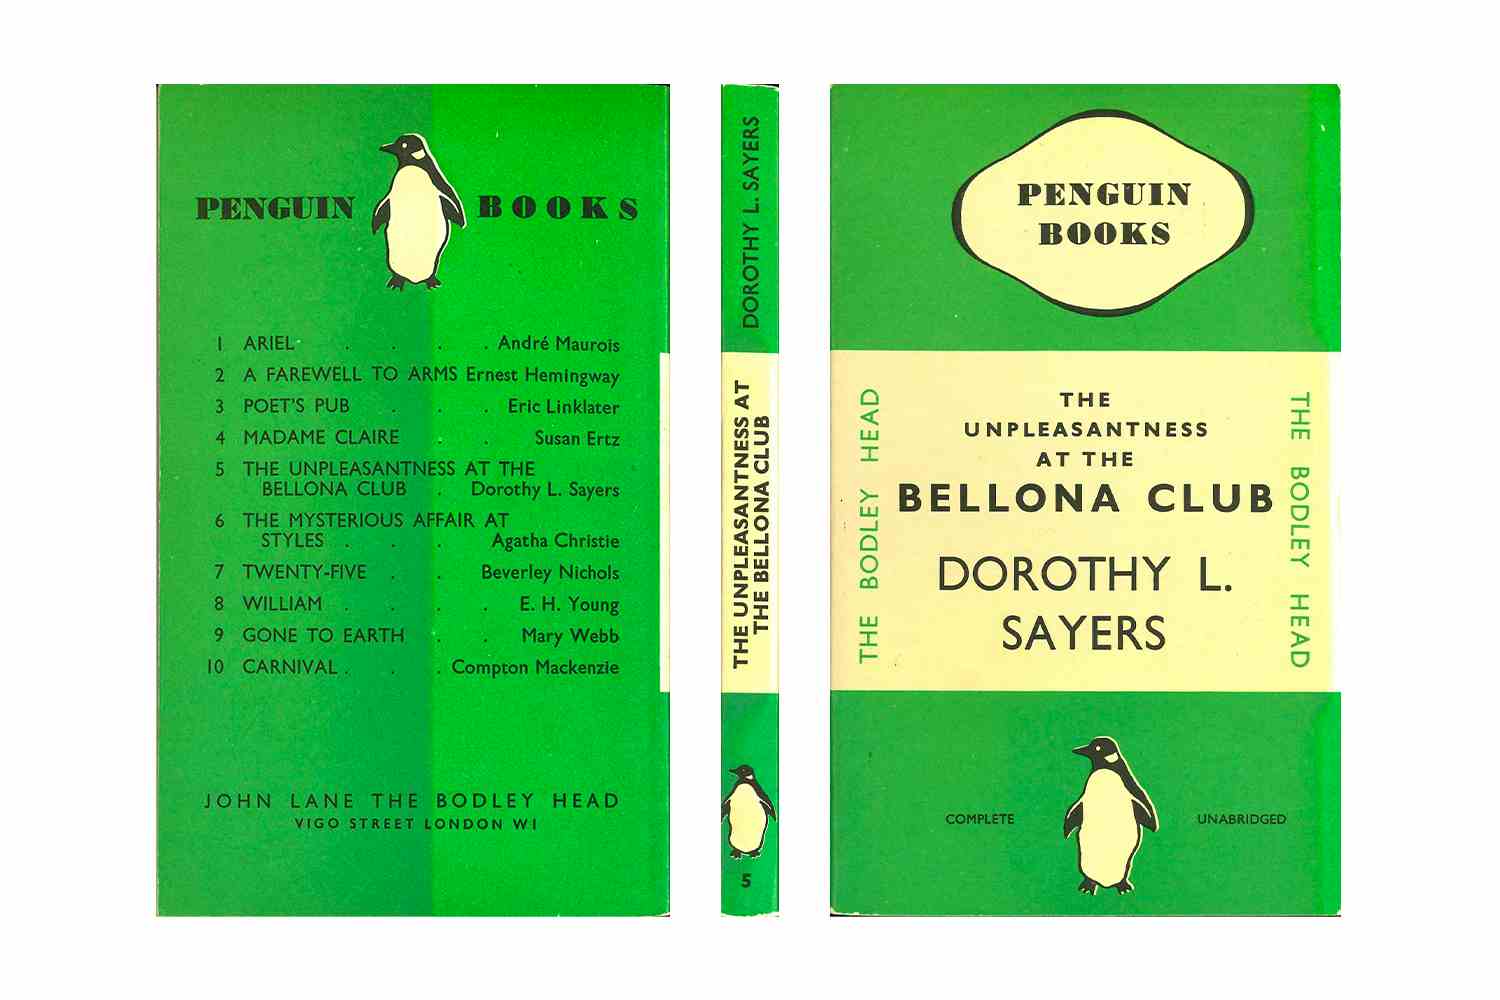 PENGUIN BOOKS
1 ARIEL . . . . André Maurois
2 A FAREWELL TO ARMS Ernest Hemingway
3 POET'S PUB . . . Eric Linklater
4 MADAME CLAIRE . . Susan Ertz
5 THE UNPLEASANTNESS AT THE
BELLONA CLUB . Dorothy L. Sayers
6 THE MYSTERIOUS AFFAIR AT
STYLES . . . Agatha Christie
7 TWENTY-FIVE . . Beverley Nichols
8 WILLIAM . . . . E. H. Young
9 GONE TO EARTH . . Mary Webb
10 CARNIVAL . . . Compton Mackenzie
JOHN LANE THE BODLEY HEAD
VIGO STREET LONDON W1
DOROTHY L. SAYERS
THE UNPLEASANTNESS AT
THE BELLONA CLUB
5
PENGUIN
BOOKS
THE BODLEY HEAD
THE
UNPLEASANTNESS
AT THE
BELLONA CLUB
DOROTHY L.
SAYERS
THE BODLEY HEAD
COMPLETE UNABRIDGED